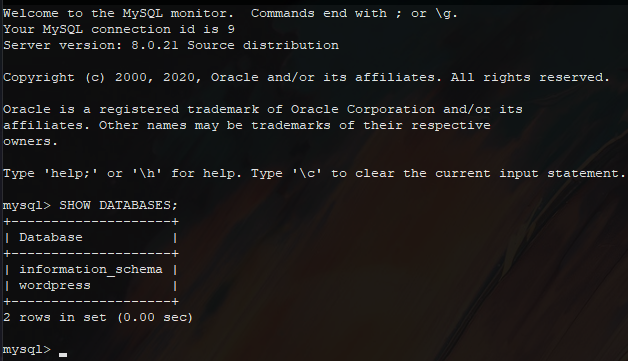 Welcome to the MySQL monitor.  Commands end with ; or \g.
Your MySQL connection id is 9
Server version: 8.0.21 Source distribution
Copyright (c) 2000, 2020, Oracle and/or its affiliates. All rights reserved.
Oracle is a registered trademark of Oracle Corporation and/or its
affiliates. Other names may be trademarks of their respective
owners.
Type 'help;' or '\h' for help. Type '\c' to clear the current input statement.
mysql> SHOW DATABASES;
+--------------------+
| Database           |
+--------------------+
| information_schema |
| wordpress          |
+--------------------+
2 rows in set (0.00 sec)
mysql>